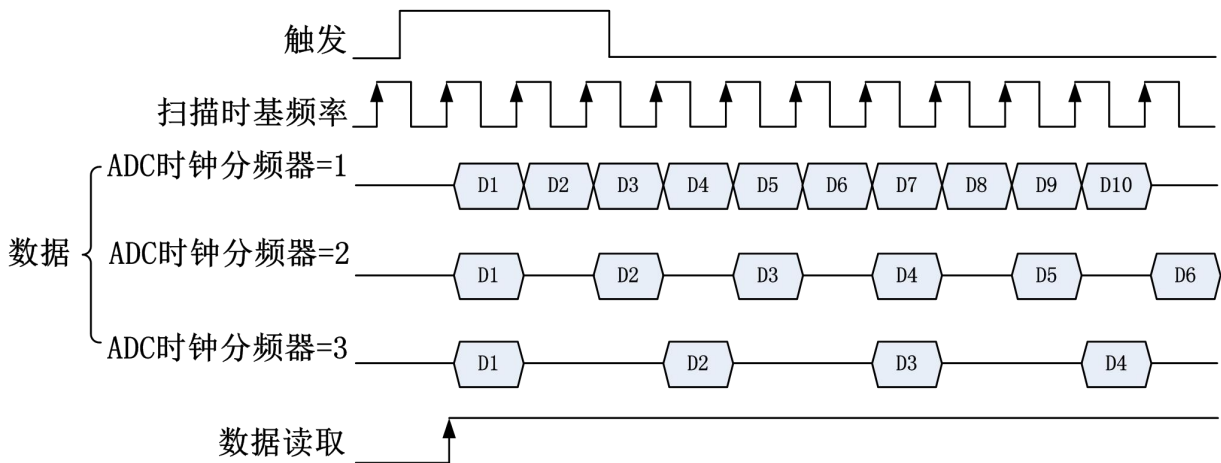 触发
扫描时基频率
ADC时钟分频器=1
D1 D2 D3 D4 D5 D6 D7 D8 D9 D10
数据
ADC时钟分频器=2
D1 D2 D3 D4 D5 D6
ADC时钟分频器=3
D1 D2 D3 D4
数据读取